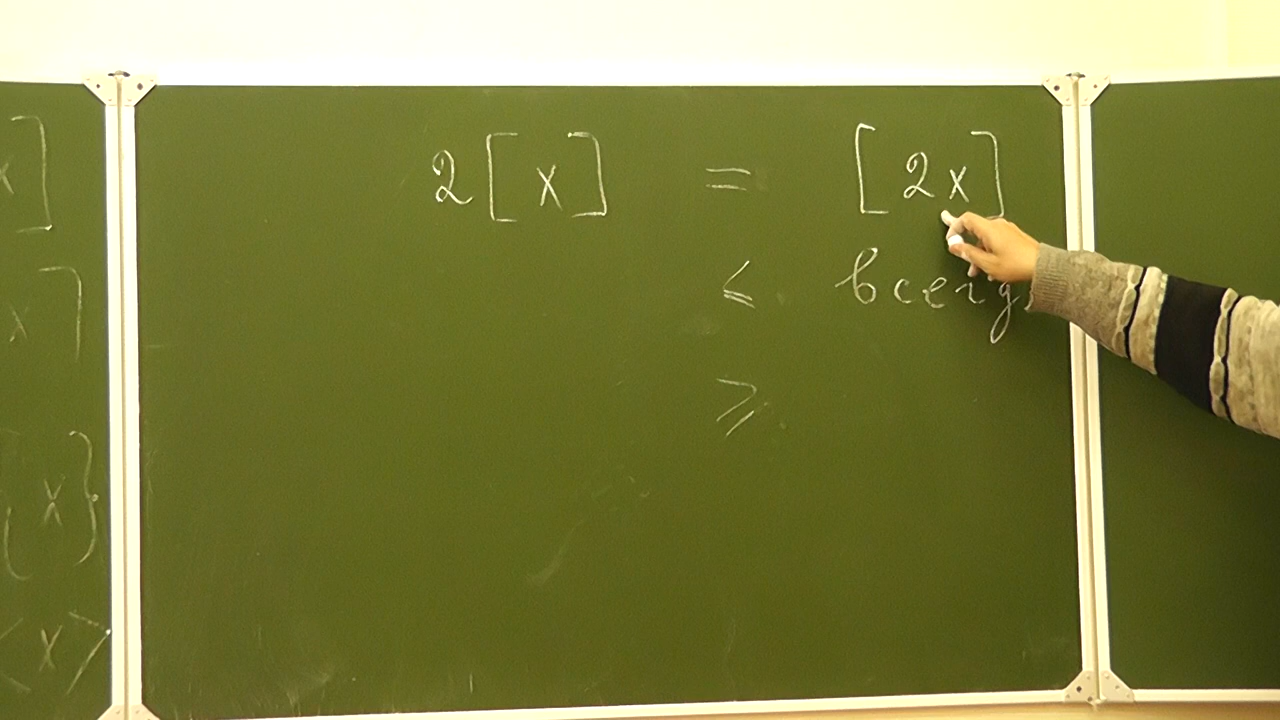 x]
x]
{x}
<x>
2[x] = [2x]
≤ всегд
≥